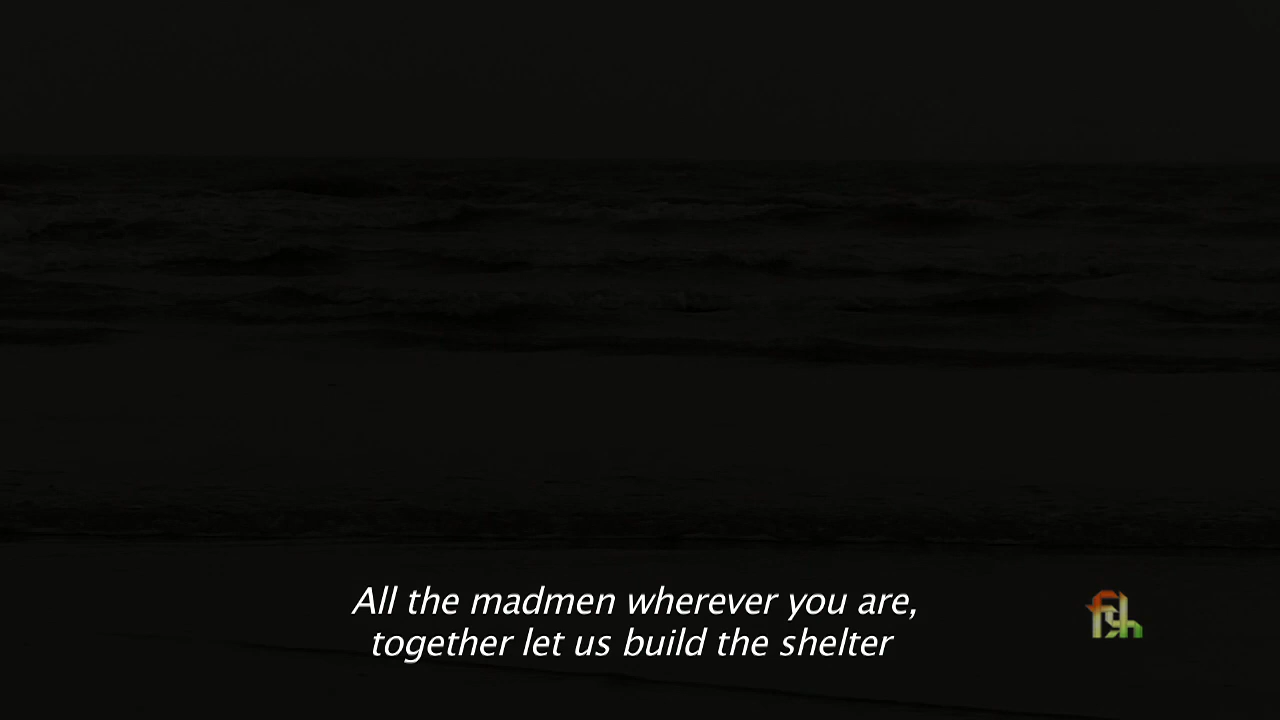 All the madmen wherever you are,
together let us build the shelter